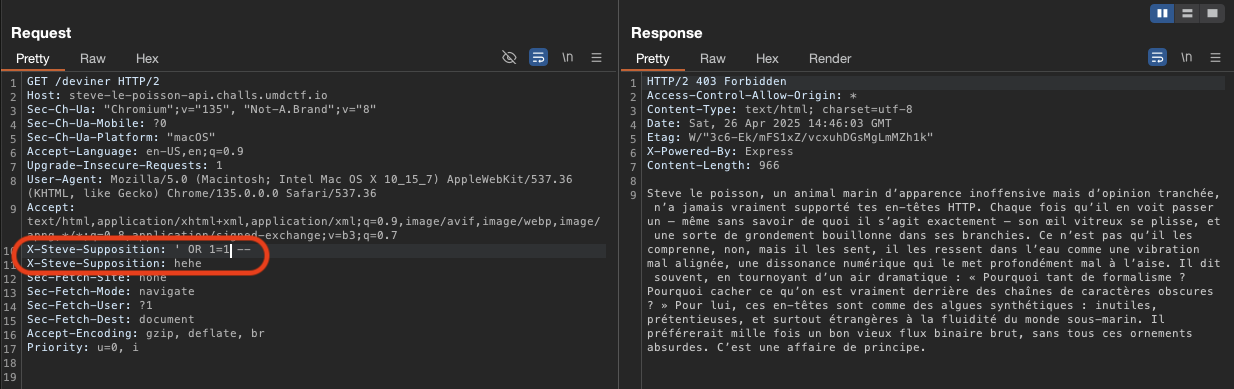 Request
Pretty Raw Hex \n
1 GET /deviner HTTP/2
2 Host: steve-le-poisson-api.challs.umdctf.io
3 Sec-Ch-Ua: "Chromium";v="135", "Not-A.Brand";v="8"
4 Sec-Ch-Ua-Mobile: ?0
5 Sec-Ch-Ua-Platform: "macOS"
6 Accept-Language: en-US,en;q=0.9
7 Upgrade-Insecure-Requests: 1
8 User-Agent: Mozilla/5.0 (Macintosh; Intel Mac OS X 10_15_7) AppleWebKit/537.36
(KHTML, like Gecko) Chrome/135.0.0.0 Safari/537.36
9 Accept:
text/html,application/xhtml+xml,application/xml;q=0.9,image/avif,image/webp,image/
apng,*/*;q=0.8,application/signed-exchange;v=b3;q=0.7
10 X-Steve-Supposition: ' OR 1=1 --
11 X-Steve-Supposition: hehe
12 Sec-Fetch-Site: none
13 Sec-Fetch-Mode: navigate
14 Sec-Fetch-User: ?1
15 Sec-Fetch-Dest: document
16 Accept-Encoding: gzip, deflate, br
17 Priority: u=0, i
18
19
Response
Pretty Raw Hex Render \n
1 HTTP/2 403 Forbidden
2 Access-Control-Allow-Origin: *
3 Content-Type: text/html; charset=utf-8
4 Date: Sat, 26 Apr 2025 14:46:03 GMT
5 Etag: W/"3c6-Ek/mFS1xZ/vcxuhDGsMgLmMZh1k"
6 X-Powered-By: Express
7 Content-Length: 966
8
9 Steve le poisson, un animal marin d’apparence inoffensive mais d’opinion tranchée,
n’a jamais vraiment supporté tes en-têtes HTTP. Chaque fois qu’il en voit passer
un — même sans savoir de quoi il s’agit exactement — son œil vitreux se plisse, et
une sorte de grondement bouillonne dans ses branchies. Ce n’est pas qu’il les
comprenne, non, mais il les sent, il les ressent dans l’eau comme une vibration
mal alignée, une dissonance numérique qui le met profondément mal à l’aise. Il dit
souvent, en tournoyant d’un air dramatique : « Pourquoi tant de formalisme ?
Pourquoi cacher ce qu’on est vraiment derrière des chaînes de caractères obscures
? » Pour lui, ces en-têtes sont comme des algues synthétiques : inutiles,
prétentieuses, et surtout étrangères à la fluidité du monde sous-marin. Il
préférerait mille fois un bon vieux flux binaire brut, sans tous ces ornements
absurdes. C’est une affaire de principe.